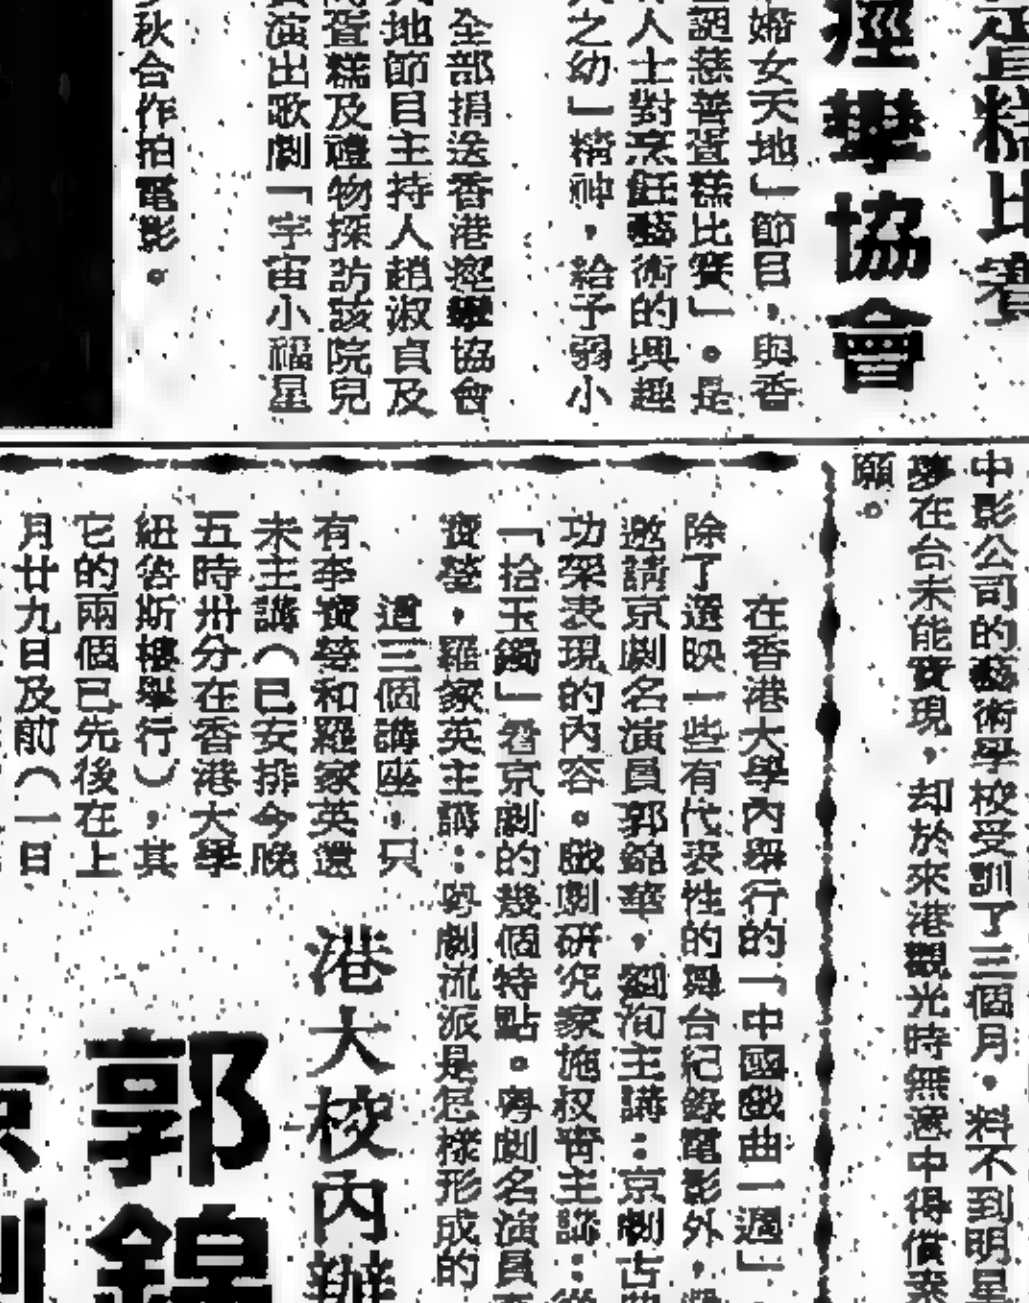 宜糕比賽
痙攣協會
婦女天地」節目，與香
慈善蛋糕比賽」。是
人士對烹飪藝術的興趣
之幼」精神，給子弱小
全部捐送香港痙攣協會
地節目主持人趙淑貞及
蛋糕及禮物探訪該院兒
演出歌劇「宇宙小福星
秋合作拍電影。
中影公司的藝術學校受訓了三個月。料不到明星
夢在台未能實現，却於來港觀光時無意中得償來
願。
在香港大學內舉行的「中國戲曲一週」
除了選映一些有代表性的舞台紀錄電影外，
邀請京劇名演員郭錦華，劉洵主講：京劇古典
功架表現的內容。戲劇研究家施叔青主講：從
「拾玉鐲」看京劇的幾個特點。粵劇名演員李
寶瑩，羅家英主講：粵劇流派是怎樣形成的
這三個講座，只
有李寶瑩和羅家英還
未主講（已安排今晚
五時卅分在香港大學
紐魯斯樓舉行），其
它的兩個已先後在上
月廿九日及前（一日
港大校內辦
郭錦
京劇